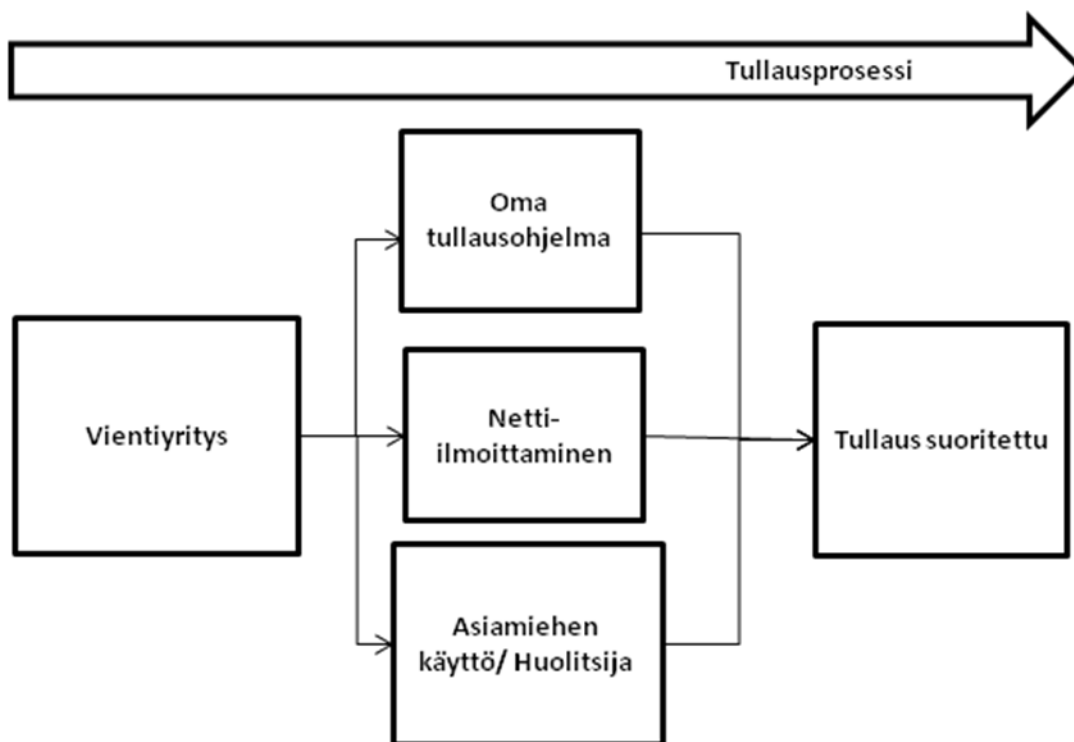 Tullausprosessi
Oma
tullausohjelma
Vientiyritys
Netti-
ilmoittaminen
Tullaus suoritettu
Asiamiehen
käyttö/ Huolitsija